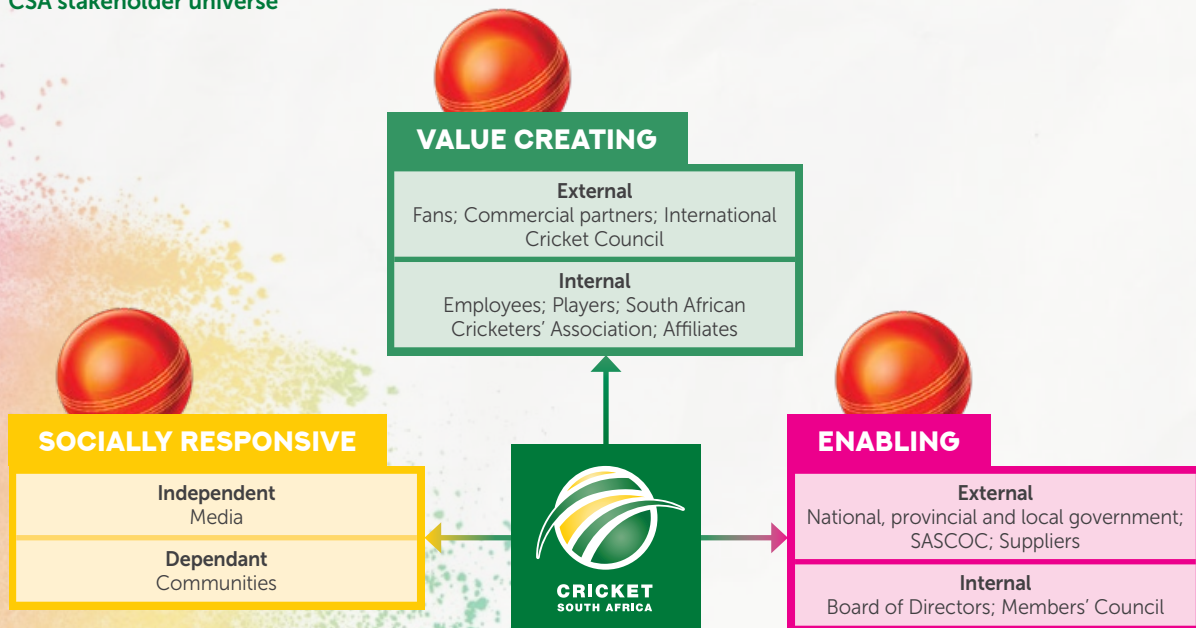 CSA stakeholder universe
VALUE CREATING
External
Fans; Commercial partners; International
Cricket Council
Internal
Employees; Players; South African
Cricketers’ Association; Affiliates
SOCIALLY RESPONSIVE
Independent
Media
Dependant
Communities
CRICKET
SOUTH AFRICA
ENABLING
External
National, provincial and local government;
SASCOC; Suppliers
Internal
Board of Directors; Members’ Council